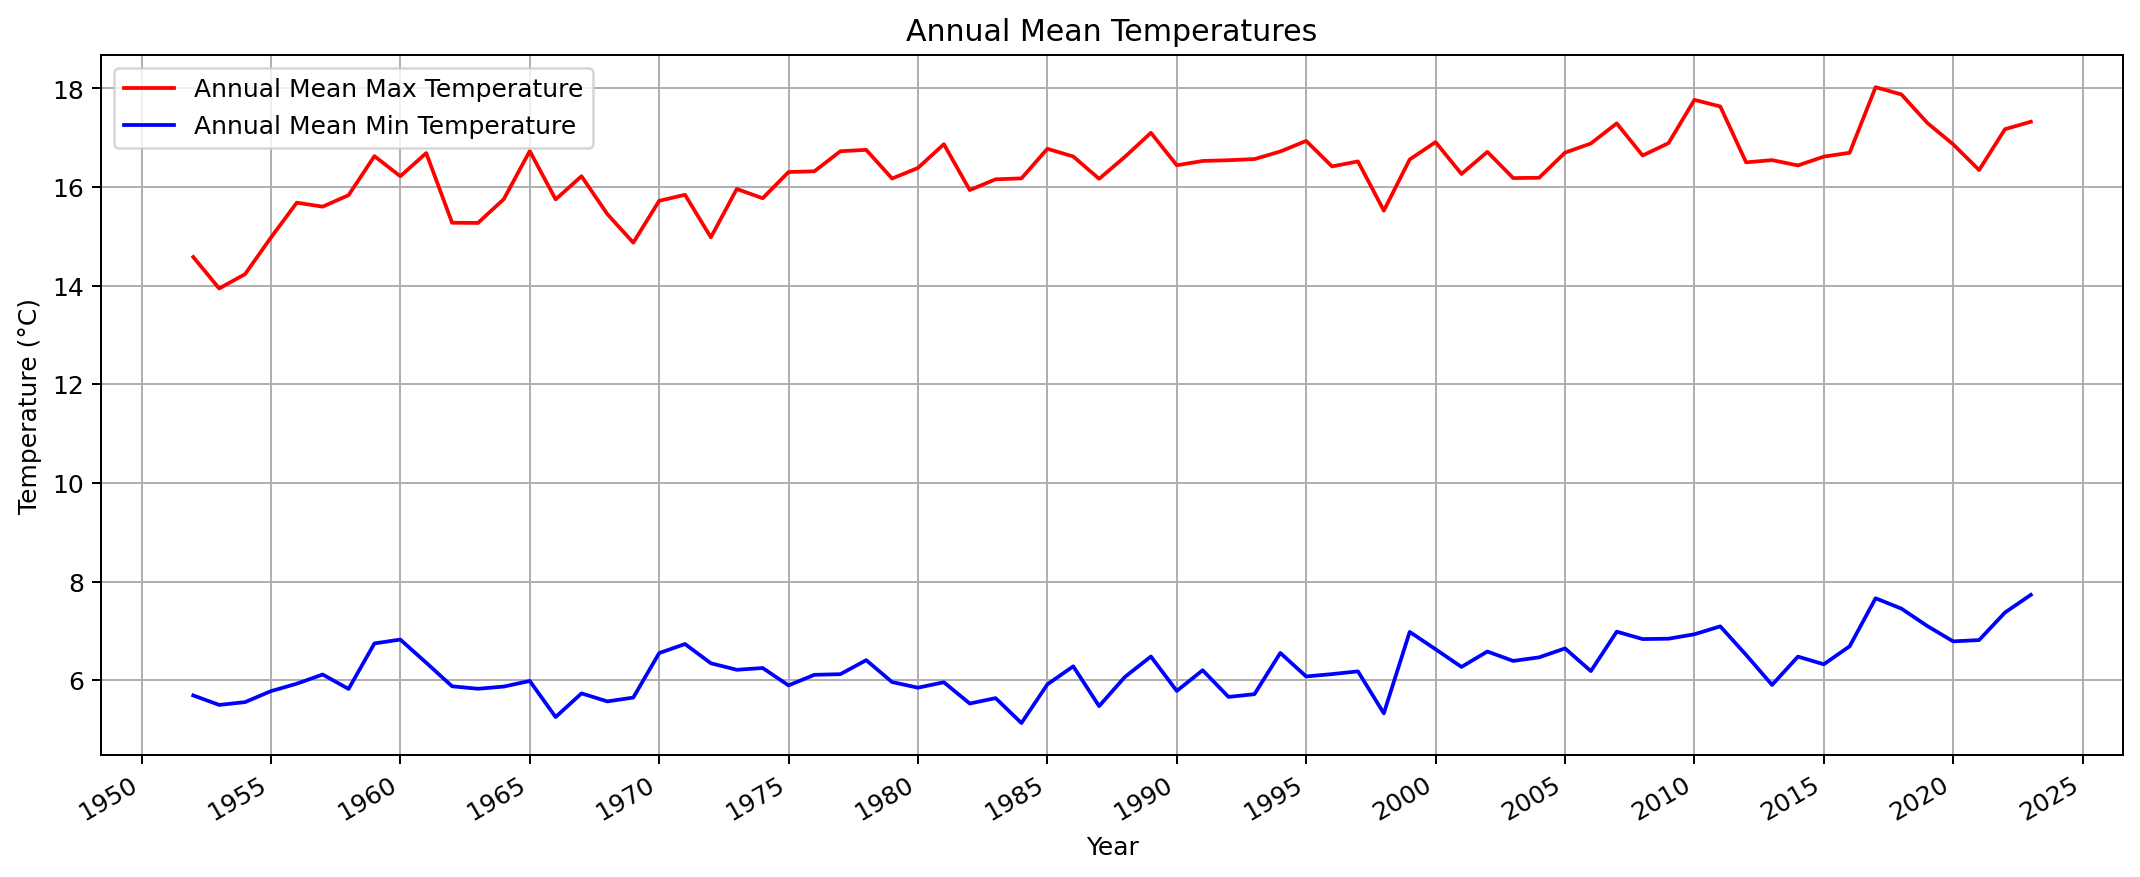 Annual Mean Temperatures
Annual Mean Max Temperature
Annual Mean Min Temperature
18
16
14
12
10
8
6
Temperature (°C)
1950 1955 1960 1965 1970 1975 1980 1985 1990 1995 2000 2005 2010 2015 2020 2025
Year